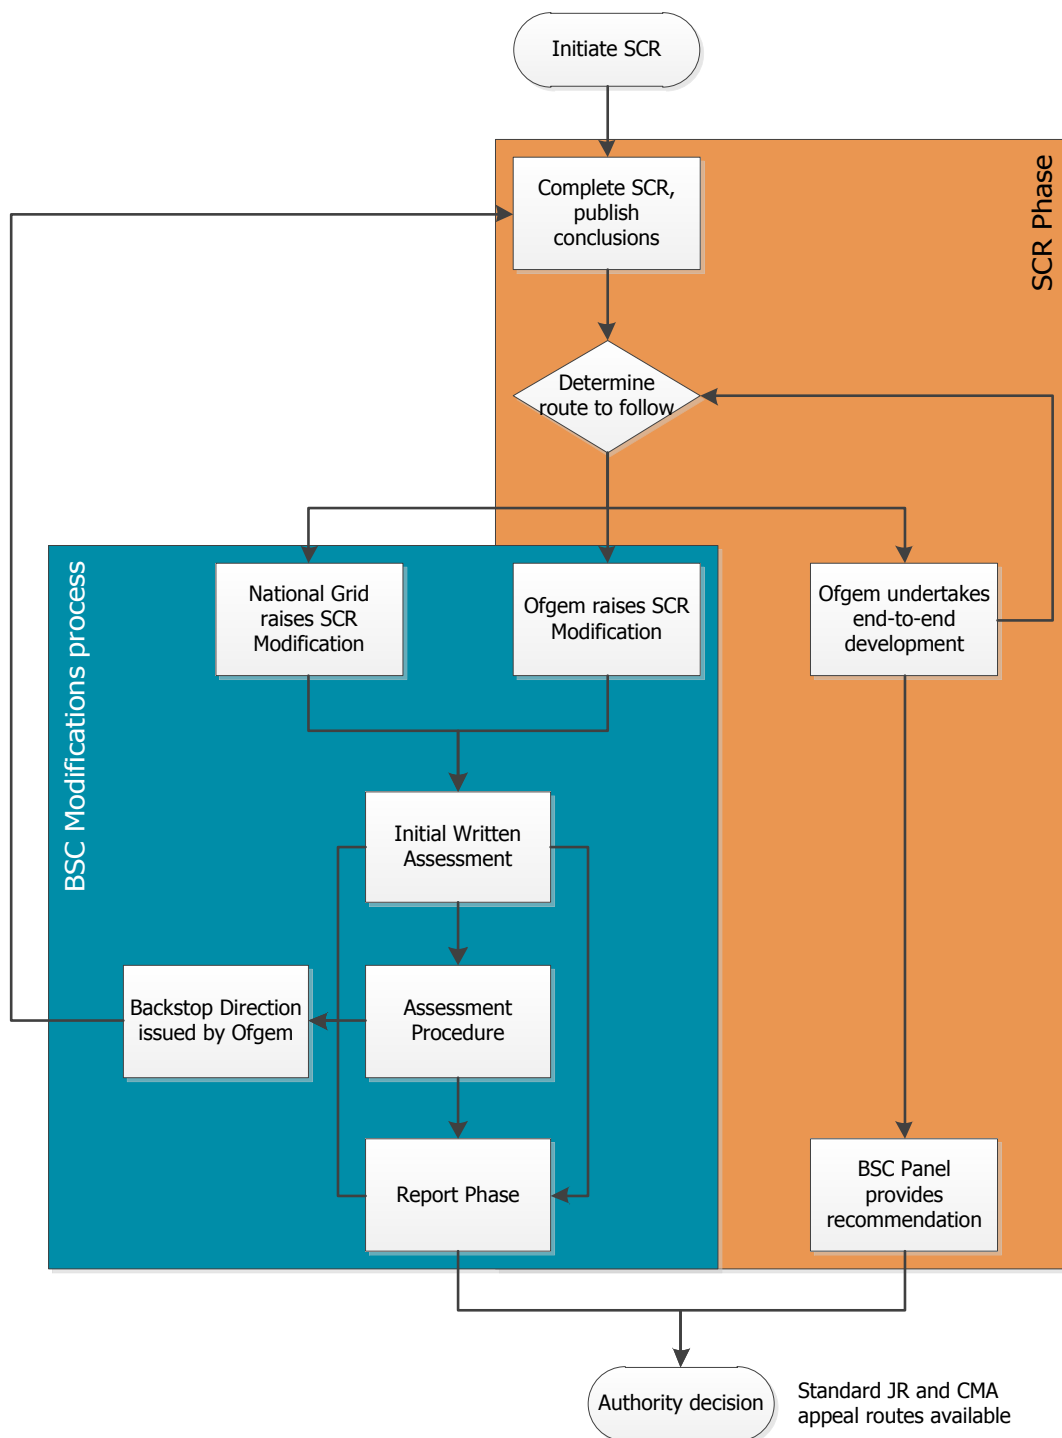 Initiate SCR
SCR Phase
Complete SCR,
publish
conclusions
Determine
route to follow
BSC Modifications process
National Grid
raises SCR
Modification
Ofgem raises SCR
Modification
Ofgem undertakes
end-to-end
development
Initial Written
Assessment
Backstop Direction
issued by Ofgem
Assessment
Procedure
Report Phase
BSC Panel
provides
recommendation
Authority decision
Standard JR and CMA
appeal routes available